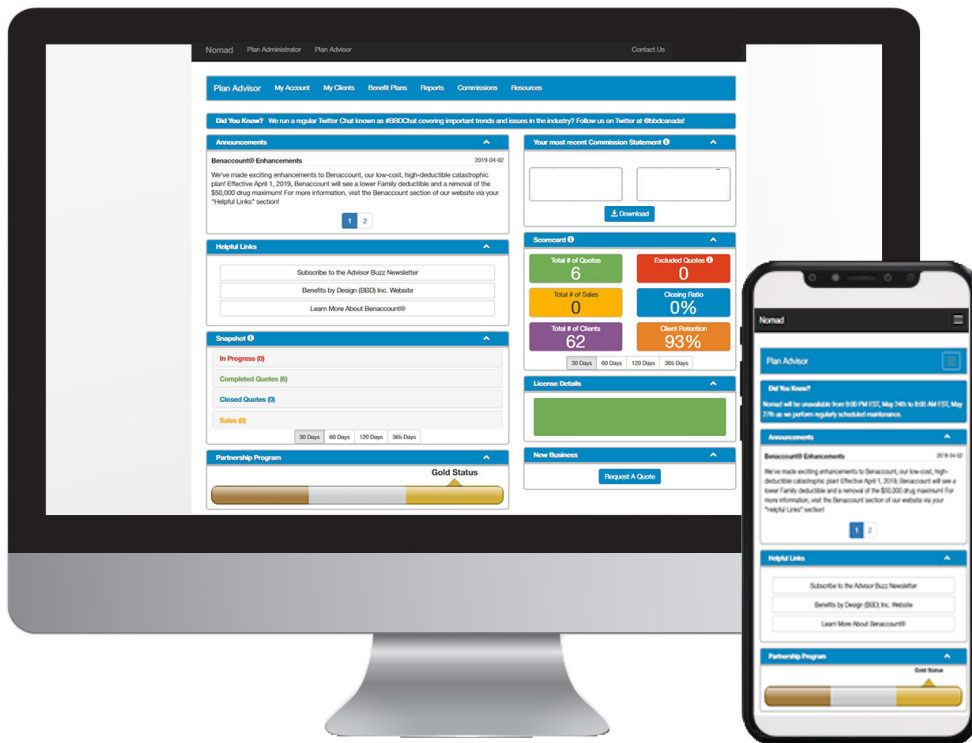 Nomad Plan Administrator Plan Advisor Contact Us
Plan Advisor My Account My Clients Benefit Plans Reports Commissions Resources
Did You Know? We run a regular Twitter Chat known as #BBDChat covering important trends and issues in the industry? Follow us on Twitter at @bbdcanada!
Announcements
Benaccount® Enhancements 2019-04-02
We've made exciting enhancements to Benaccount, our low-cost, high-deductible catastrophic
plan! Effective April 1, 2019, Benaccount will see a lower Family deductible and a removal of the
$50,000 drug maximum! For more information, visit the Benaccount section of our website via your
"Helpful Links" section!
1 2
Helpful Links
Subscribe to the Advisor Buzz Newsletter
Benefits by Design (BBD) Inc. Website
Learn More About Benaccount®
Snapshot
In Progress (0)
Completed Quotes (6)
Closed Quotes (0)
Sales (0)
30 Days 60 Days 120 Days 365 Days
Partnership Program
Gold Status
Your most recent Commission Statement
Download
Scorecard
Total # of Quotes
6
Excluded Quotes
0
Total # of Sales
0
Closing Ratio
0%
Total # of Clients
62
Client Retention
93%
30 Days 60 Days 120 Days 365 Days
License Details
New Business
Request A Quote
Nomad
Plan Advisor
Did You Know?
Nomad will be unavailable from 9:00 PM EST, May 24th to 8:00 AM EST, May
27th as we perform regularly scheduled maintenance.
Announcements
Benaccount® Enhancements 2019-04-02
We've made exciting enhancements to Benaccount, our low-cost, high-
deductible catastrophic plan! Effective April 1, 2019, Benaccount will see a
lower Family deductible and a removal of the $50,000 drug maximum! For
more information, visit the Benaccount section of our website via your
"Helpful Links" section!
1 2
Helpful Links
Subscribe to the Advisor Buzz Newsletter
Benefits by Design (BBD) Inc. Website
Learn More About Benaccount®
Partnership Program
Gold Status